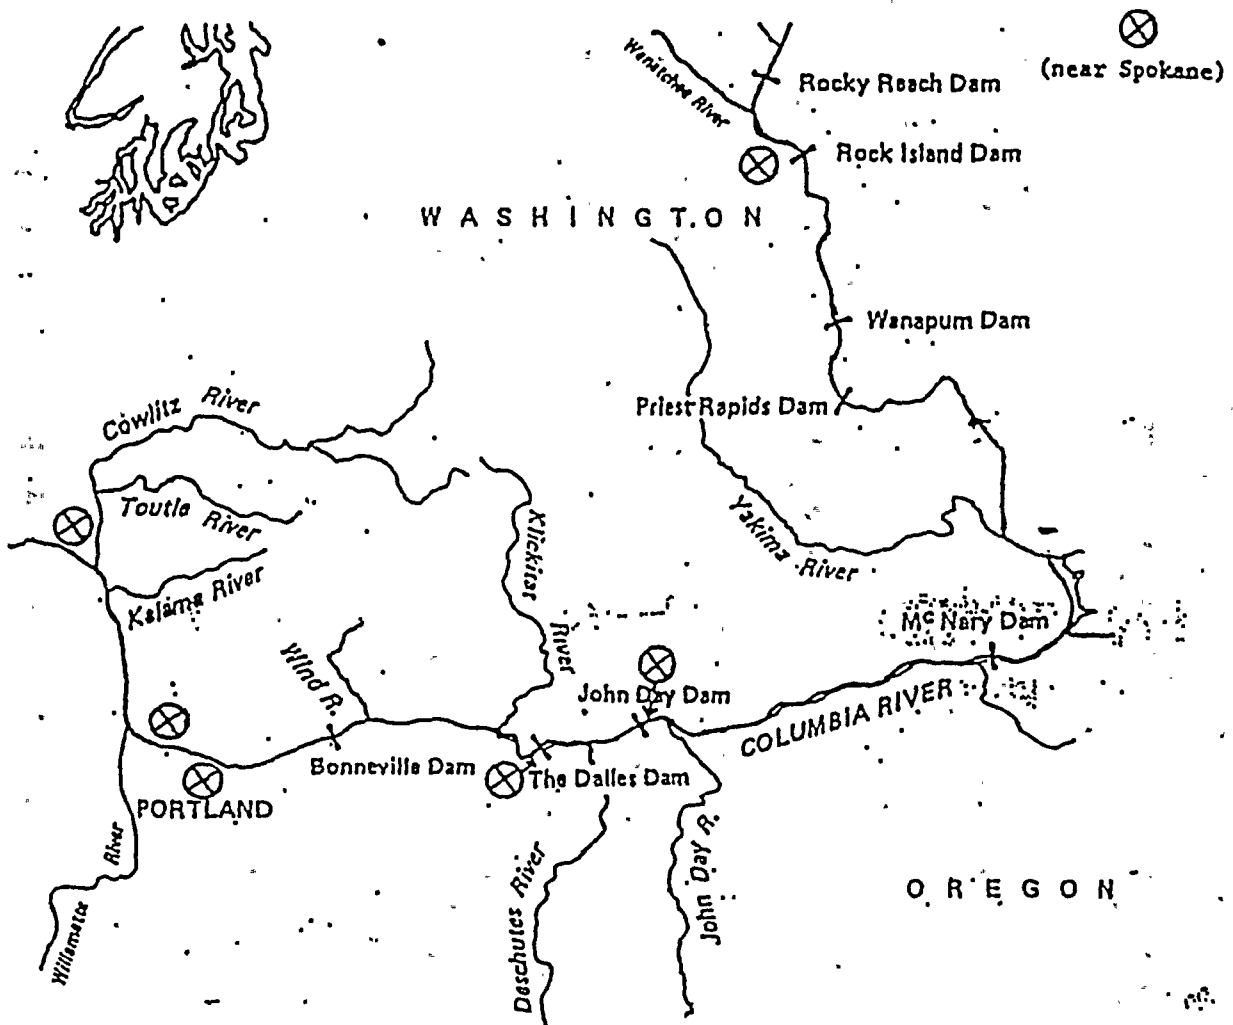 (near Spokane)
Wenatchee River
Rocky Reach Dam
Rock Island Dam
WASHINGTON
Wanapum Dam
Priest Rapids Dam
Cowlitz River
Toutle River
Kalama River
Klickitat River
Yakima River
Mc Nary Dam
Wind R.
John Day Dam
COLUMBIA RIVER
Bonneville Dam
The Dalles Dam
PORTLAND
Willamette River
Deschutes River
John Day R.
OREGON